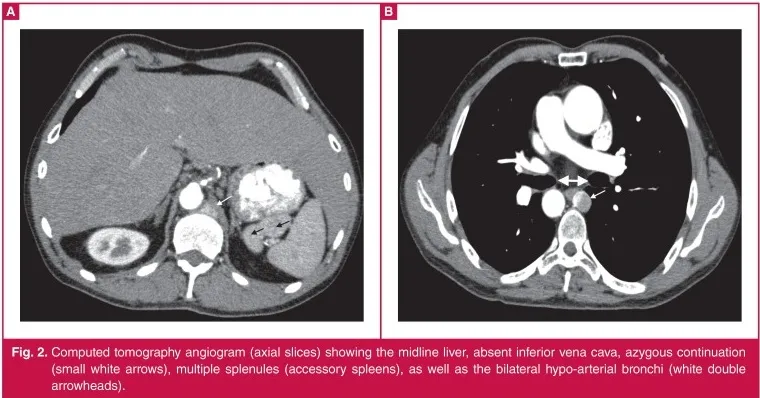 A
B
Fig. 2. Computed tomography angiogram (axial slices) showing the midline liver, absent inferior vena cava, azygous continuation
(small white arrows), multiple splenules (accessory spleens), as well as the bilateral hypo-arterial bronchi (white double
arrowheads).